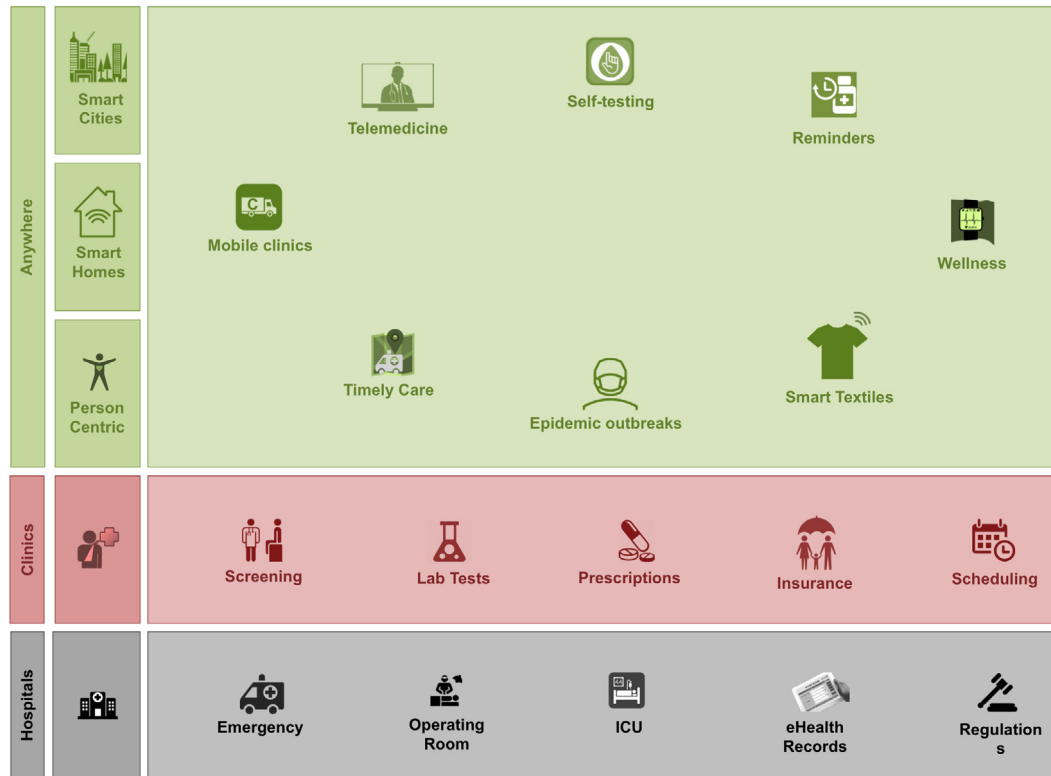 Anywhere
Smart
Cities
Smart
Homes
Person
Centric
Telemedicine
Self-testing
Reminders
C
Mobile clinics
Wellness
Timely Care
Epidemic outbreaks
Smart Textiles
Clinics
Screening
Lab Tests
Prescriptions
Insurance
Scheduling
Hospitals
Emergency
Operating
Room
ICU
eHealth
Records
Regulation
s